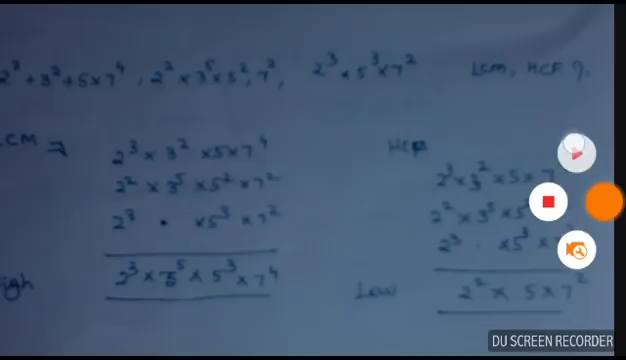 2³ + 3² + 5 × 7⁴, 2² × 3⁵ × 5², 7², 2³ × 5³ × 7² Lcm, HCF ?.
LCM ⇒ HCF
2³ × 3² × 5 × 7⁴ 2³ × 3² × 5 × 7
2² × 3⁵ × 5² × 7² 2² × 3⁵ × 5
2³ · × 5³ × 7² 2³ · × 5³ ×
High 2³ × 3⁵ × 5³ × 7⁴ Low 2² × 5 × 7²
DU SCREEN RECORDER